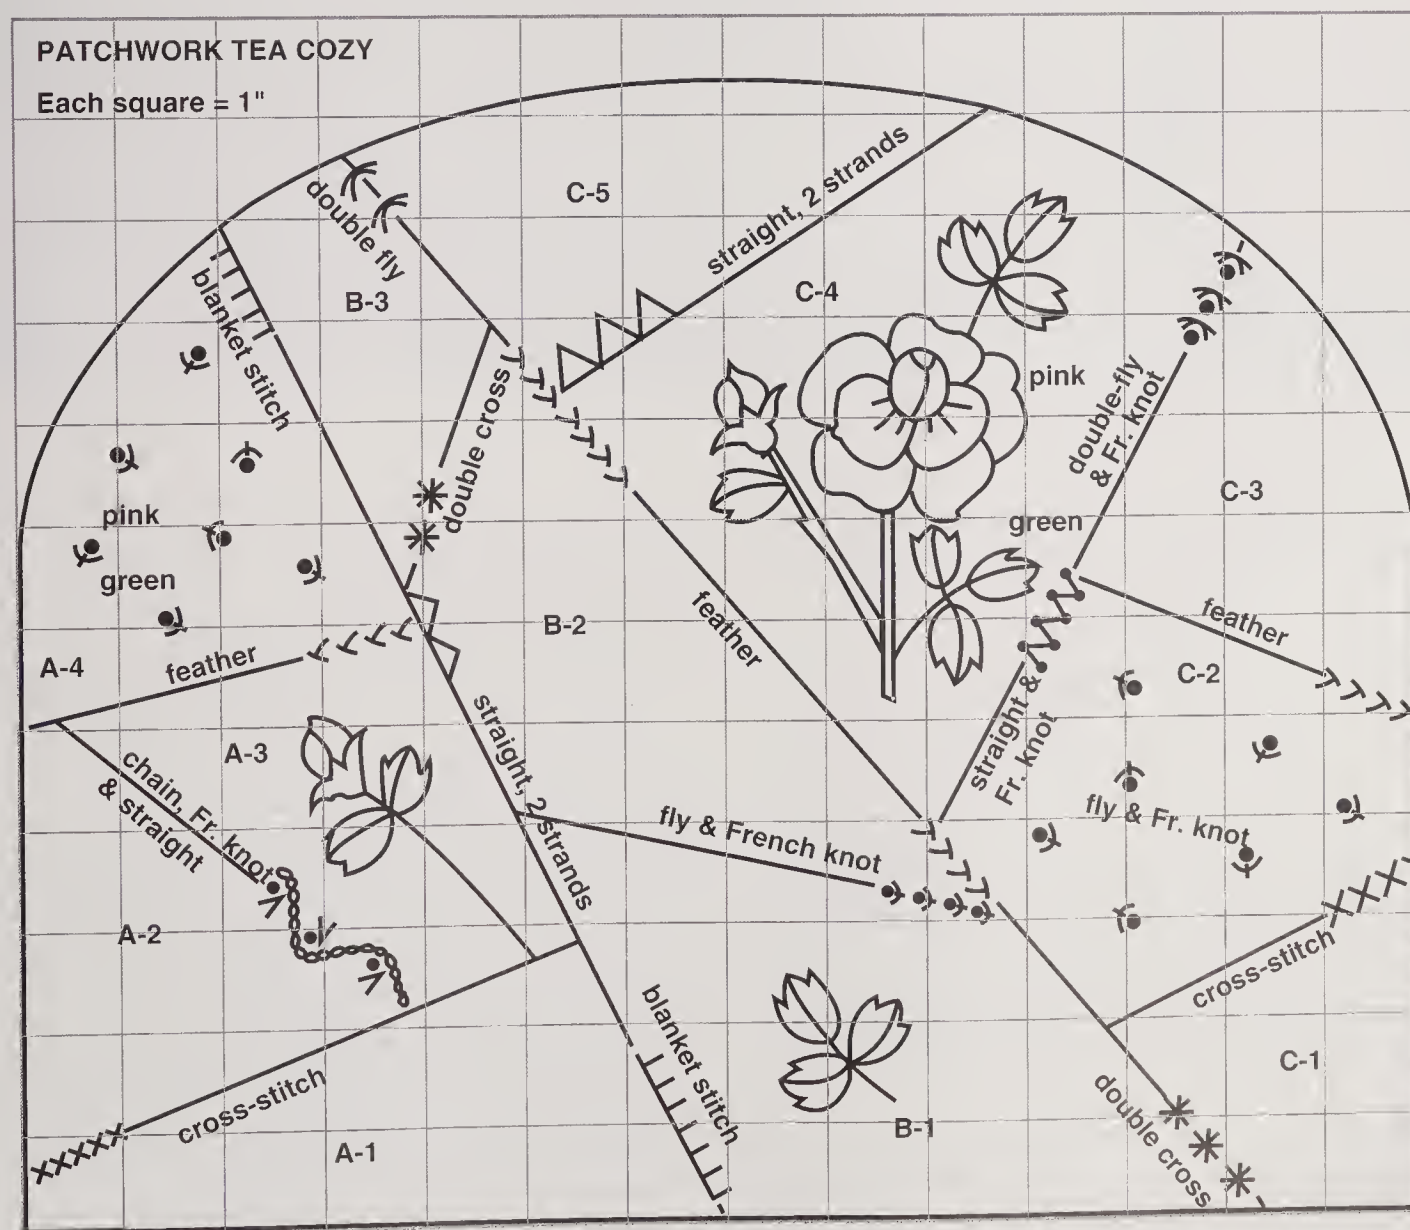 PATCHWORK TEA COZY
Each square = 1"
C-5
double fly
straight, 2 strands
blanket stitch
B-3
C-4
pink
double-fly
& Fr. knot
double cross
C-3
pink
green
green
feather
A-4
feather
B-2
feather
C-2
straight &
Fr. knot
A-3
chain, Fr. knot
& straight
straight, 2 strands
fly & French knot
fly & Fr. knot
A-2
cross-stitch
blanket stitch
cross-stitch
A-1
B-1
C-1
double cross